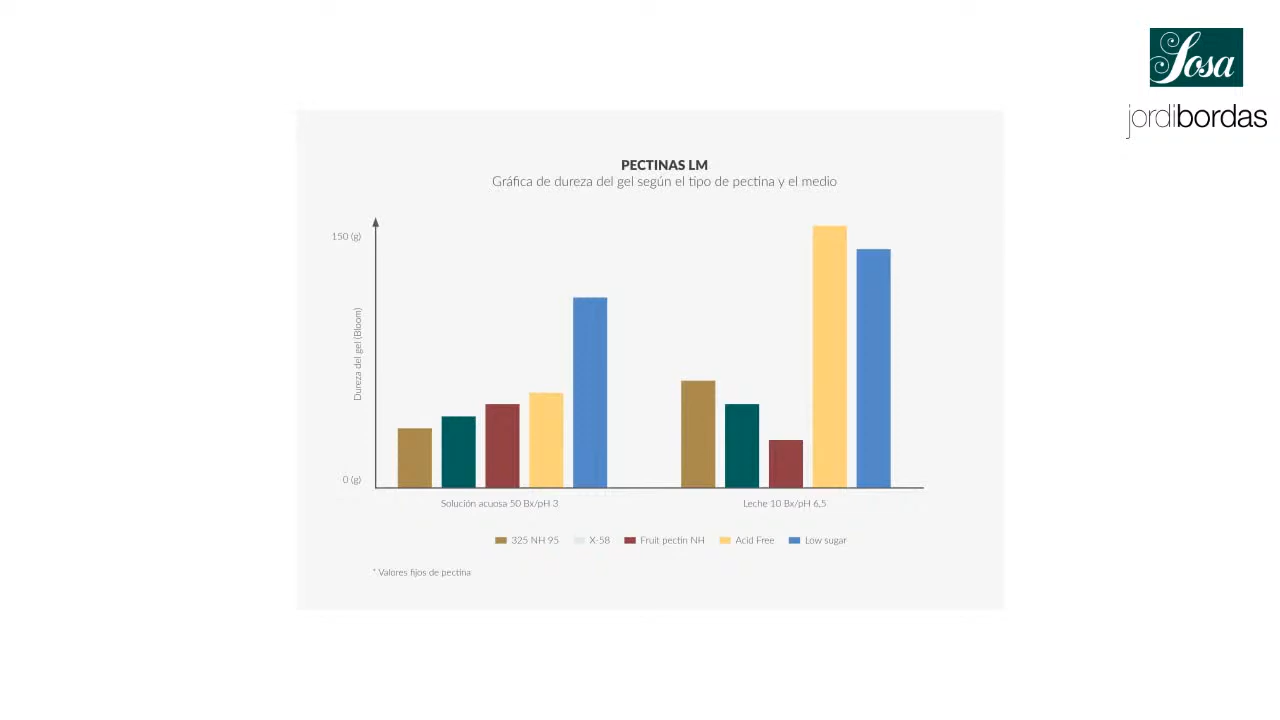 Sosa
jordibordas
PECTINAS LM
Gráfica de dureza del gel según el tipo de pectina y el medio
150 (g)
Dureza del gel (Bloom)
0 (g)
Solución acuosa 50 Bx/pH 3
Leche 10 Bx/pH 6,5
325 NH 95 X-58 Fruit pectin NH Acid Free Low sugar
* Valores fijos de pectina